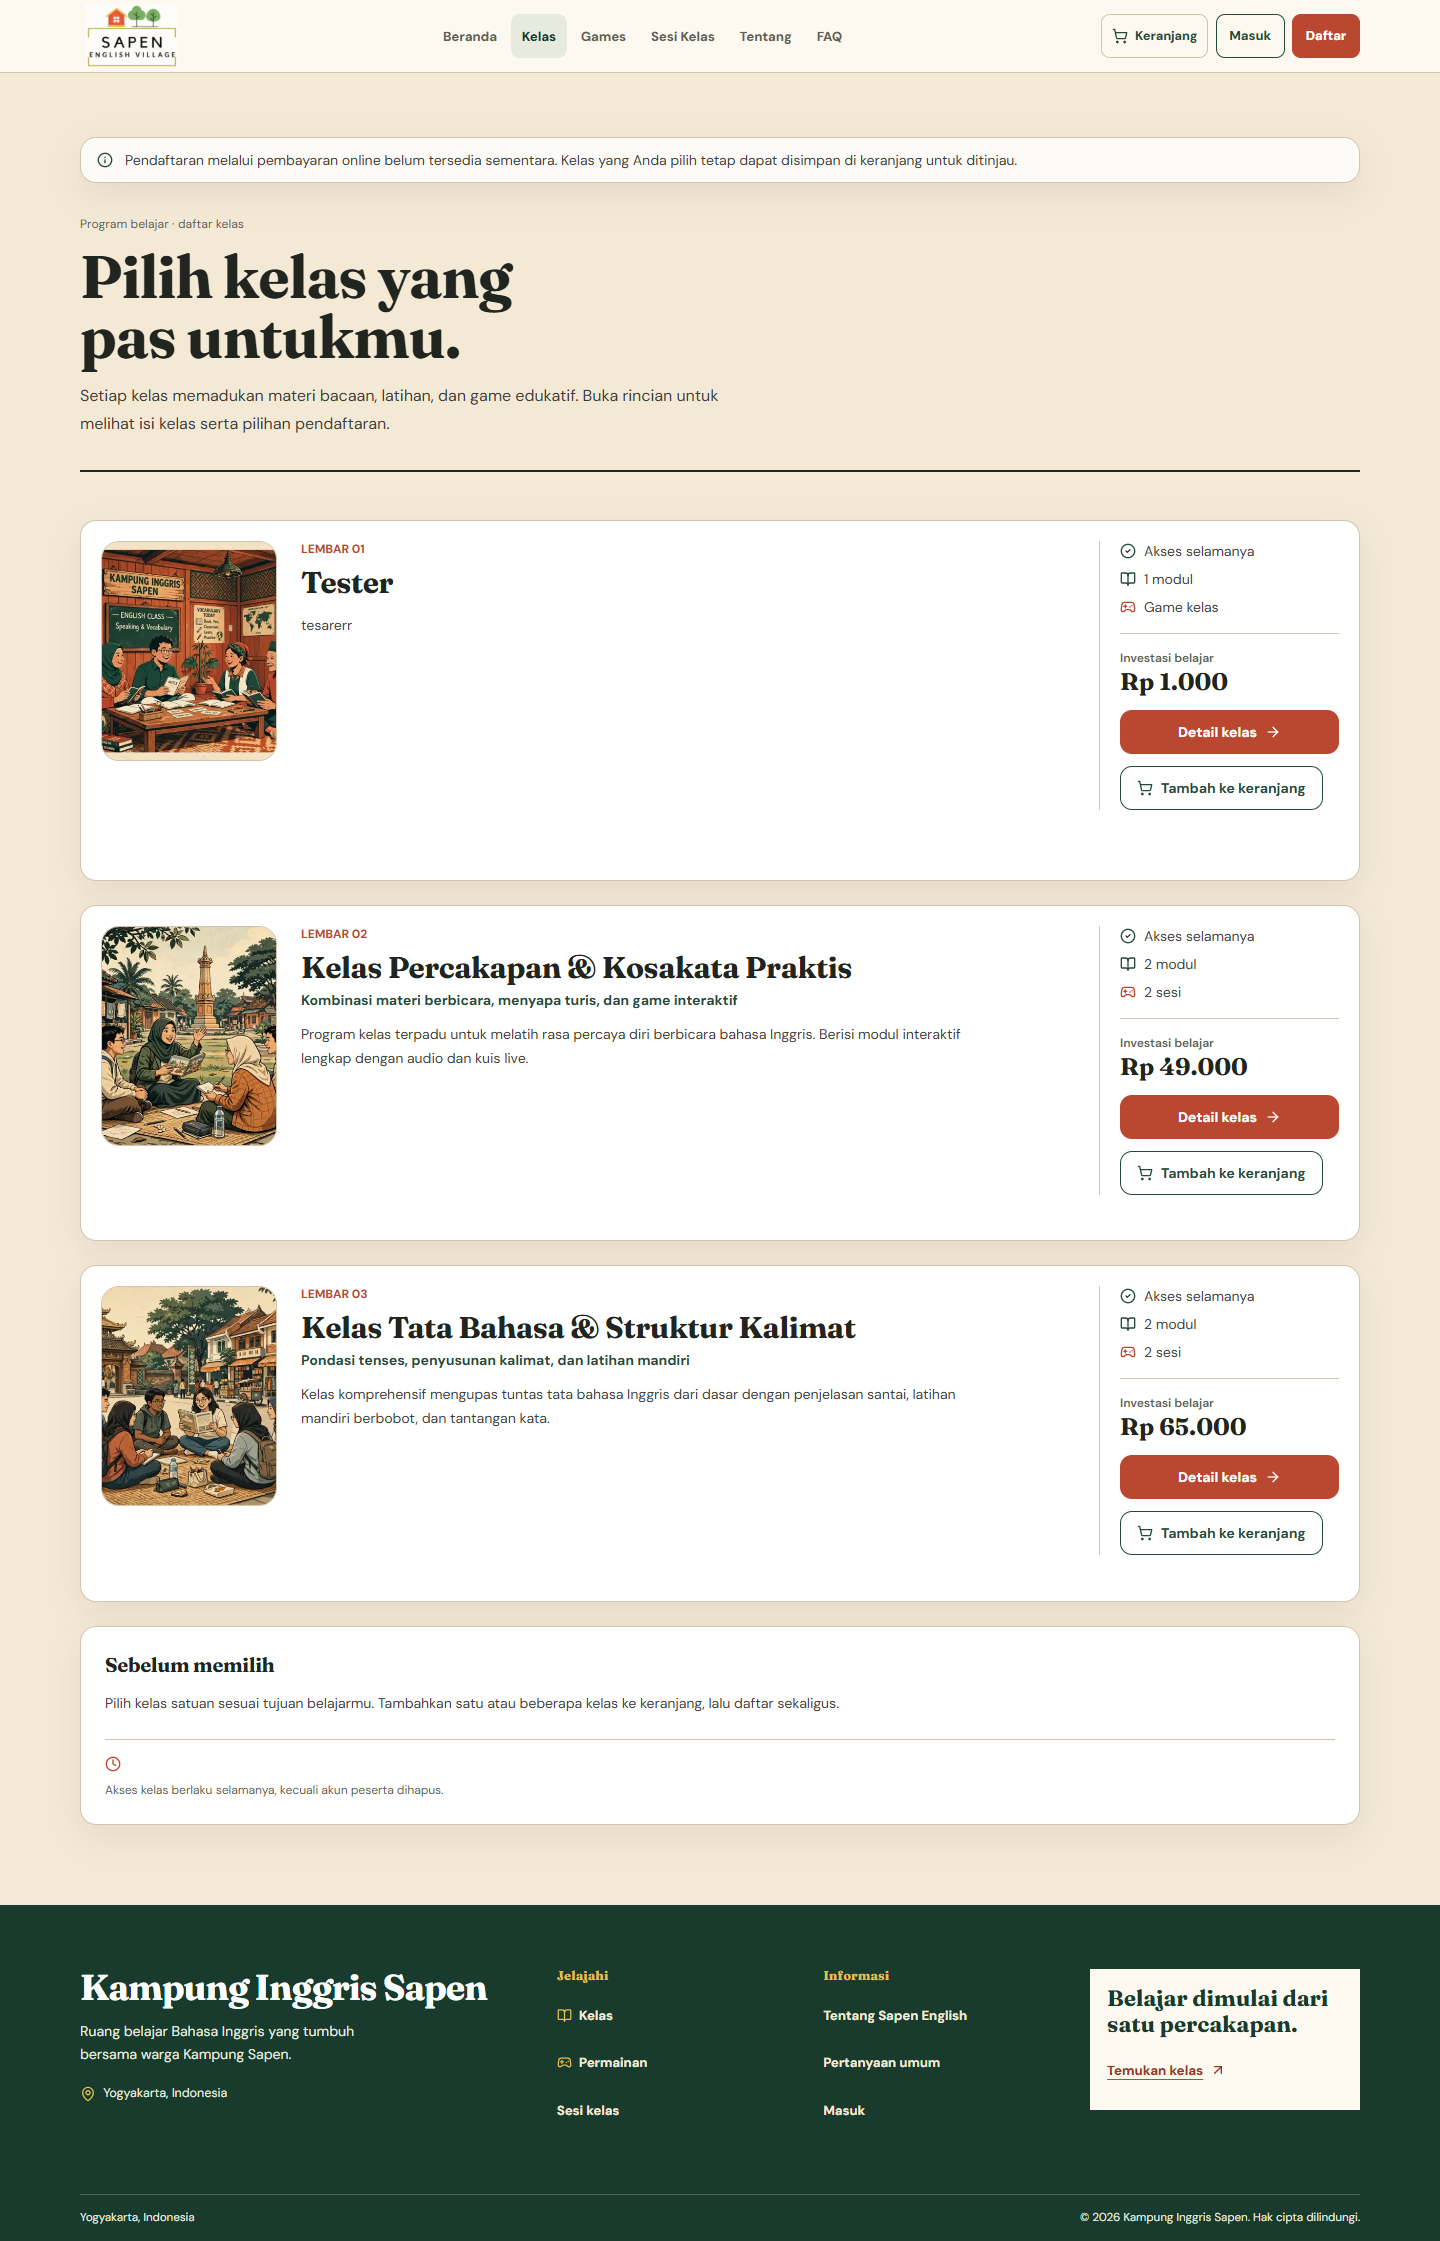 SAPEN
ENGLISH VILLAGE
Beranda
Kelas
Games
Sesi Kelas
Tentang
FAQ
Keranjang
Masuk
Daftar
Pendaftaran melalui pembayaran online belum tersedia sementara. Kelas yang Anda pilih tetap dapat disimpan di keranjang untuk ditinjau.
Program belajar · daftar kelas
Pilih kelas yang
pas untukmu.
Setiap kelas memadukan materi bacaan, latihan, dan game edukatif. Buka rincian untuk
melihat isi kelas serta pilihan pendaftaran.
KAMPUNG INGGRIS
SAPEN
ENGLISH CLASS
Speaking & Vocabulary
VOCABULARY
TODAY
LEMBAR 01
Tester
tesarerr
Akses selamanya
1 modul
Game kelas
Investasi belajar
Rp 1.000
Detail kelas
Tambah ke keranjang
LEMBAR 02
Kelas Percakapan & Kosakata Praktis
Kombinasi materi berbicara, menyapa turis, dan game interaktif
Program kelas terpadu untuk melatih rasa percaya diri berbicara bahasa Inggris. Berisi modul interaktif
lengkap dengan audio dan kuis live.
Akses selamanya
2 modul
2 sesi
Investasi belajar
Rp 49.000
Detail kelas
Tambah ke keranjang
LEMBAR 03
Kelas Tata Bahasa & Struktur Kalimat
Pondasi tenses, penyusunan kalimat, dan latihan mandiri
Kelas komprehensif mengupas tuntas tata bahasa Inggris dari dasar dengan penjelasan santai, latihan
mandiri berbobot, dan tantangan kata.
Akses selamanya
2 modul
2 sesi
Investasi belajar
Rp 65.000
Detail kelas
Tambah ke keranjang
Sebelum memilih
Pilih kelas satuan sesuai tujuan belajarmu. Tambahkan satu atau beberapa kelas ke keranjang, lalu daftar sekaligus.
Akses kelas berlaku selamanya, kecuali akun peserta dihapus.
Kampung Inggris Sapen
Ruang belajar Bahasa Inggris yang tumbuh
bersama warga Kampung Sapen.
Yogyakarta, Indonesia
Jelajahi
Kelas
Permainan
Sesi kelas
Informasi
Tentang Sapen English
Pertanyaan umum
Masuk
Belajar dimulai dari
satu percakapan.
Temukan kelas
Yogyakarta, Indonesia
© 2026 Kampung Inggris Sapen. Hak cipta dilindungi.